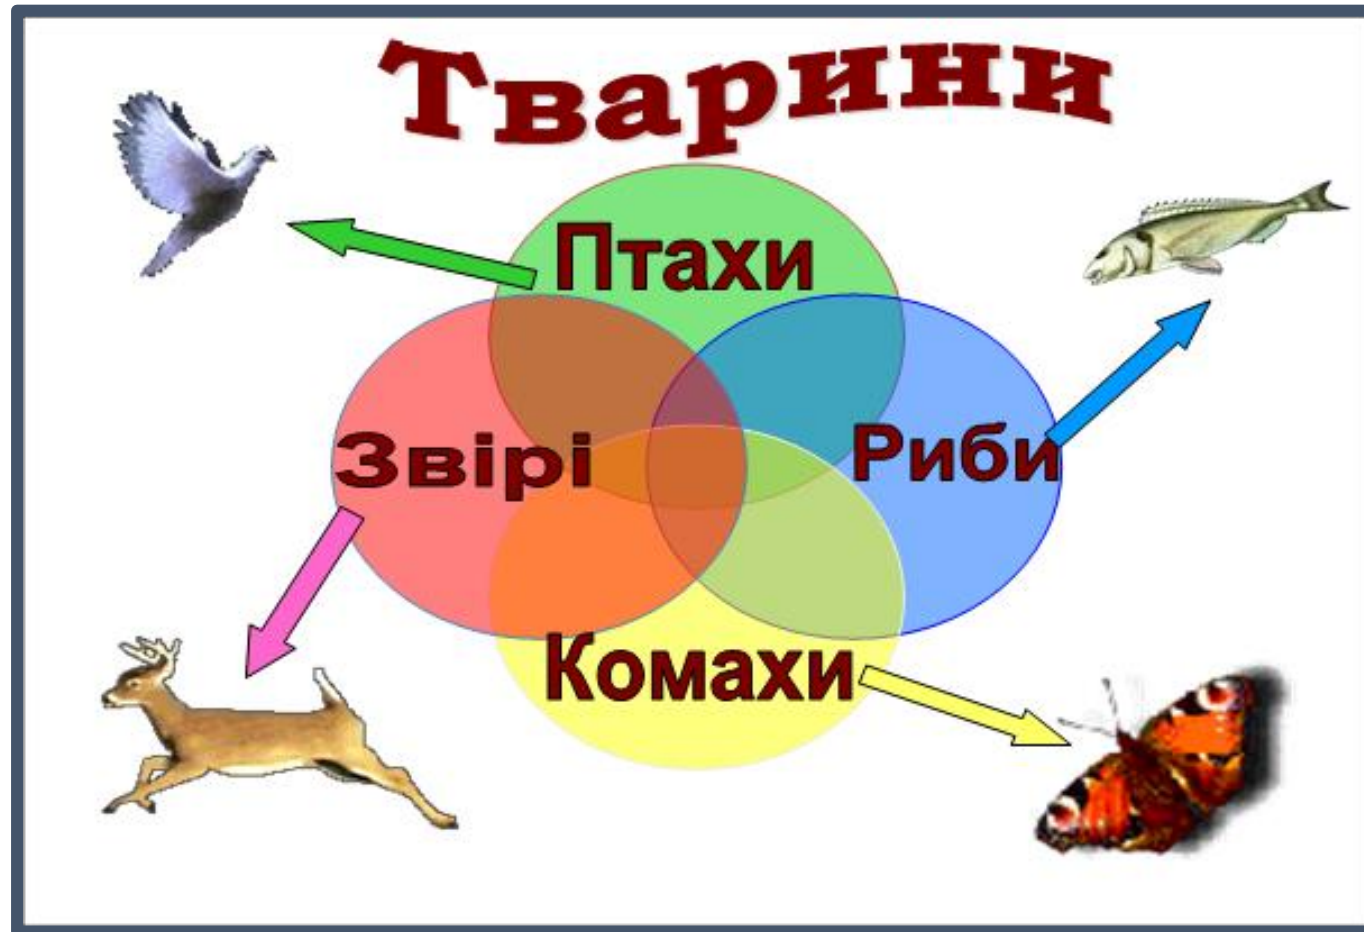 Тварини
Птахи
Звірі
Риби
Комахи